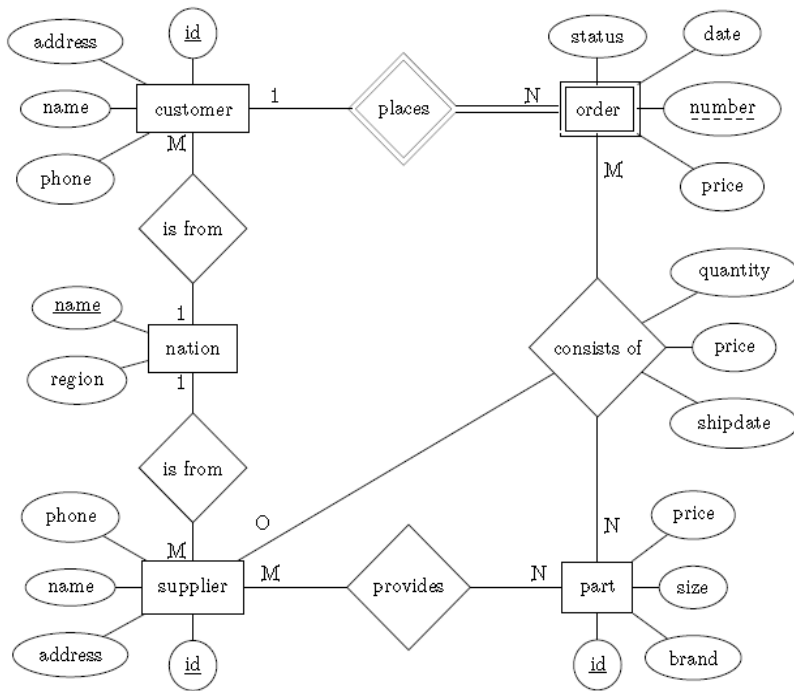 id
status
date
address
customer
1
places
N
order
number
name
M
M
phone
price
is from
quantity
name
1
nation
consists of
price
region
1
shipdate
is from
phone
O
N
price
M
name
supplier
M
provides
N
part
size
address
id
id
brand